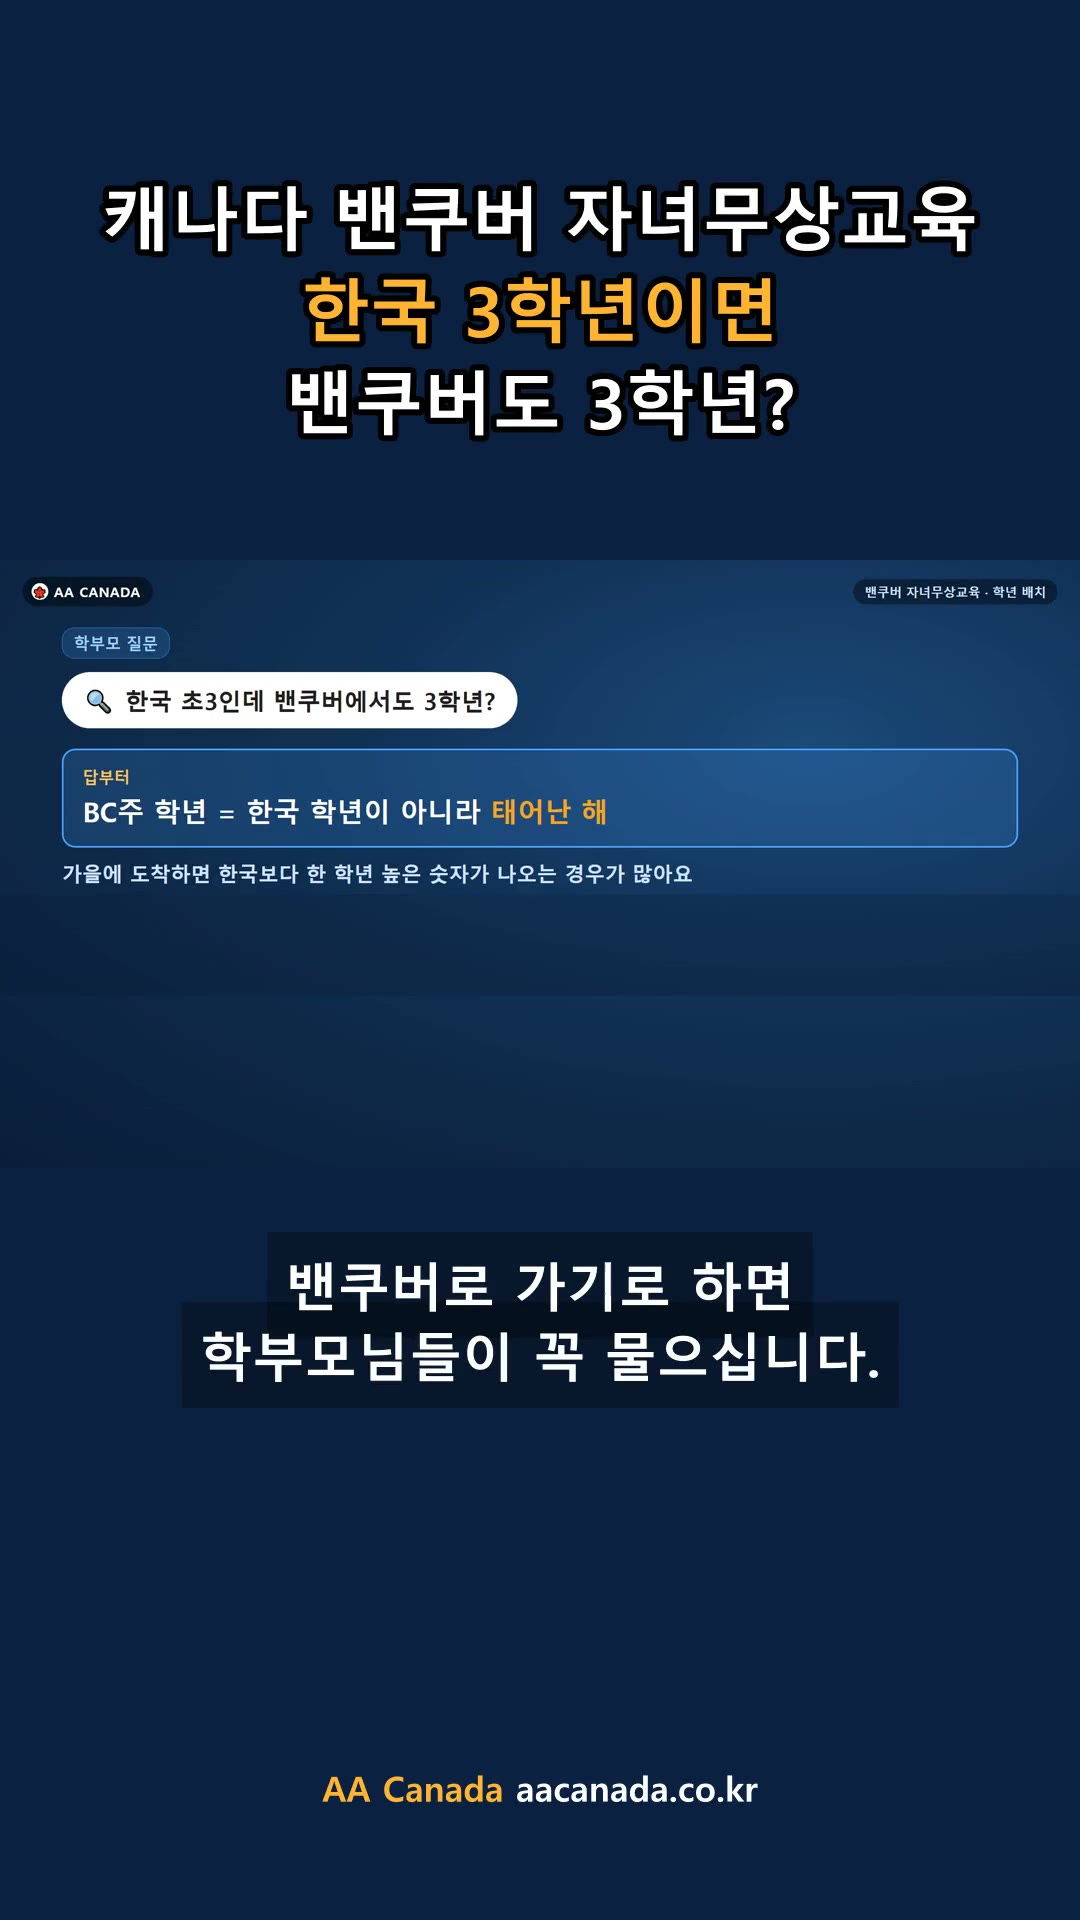 캐나다 밴쿠버 자녀무상교육
한국 3학년이면
밴쿠버도 3학년?
AA CANADA
밴쿠버 자녀무상교육 · 학년 배치
학부모 질문
한국 초3인데 밴쿠버에서도 3학년?
답부터
BC주 학년 = 한국 학년이 아니라 태어난 해
가을에 도착하면 한국보다 한 학년 높은 숫자가 나오는 경우가 많아요
밴쿠버로 가기로 하면
학부모님들이 꼭 물으십니다.
AA Canada aacanada.co.kr